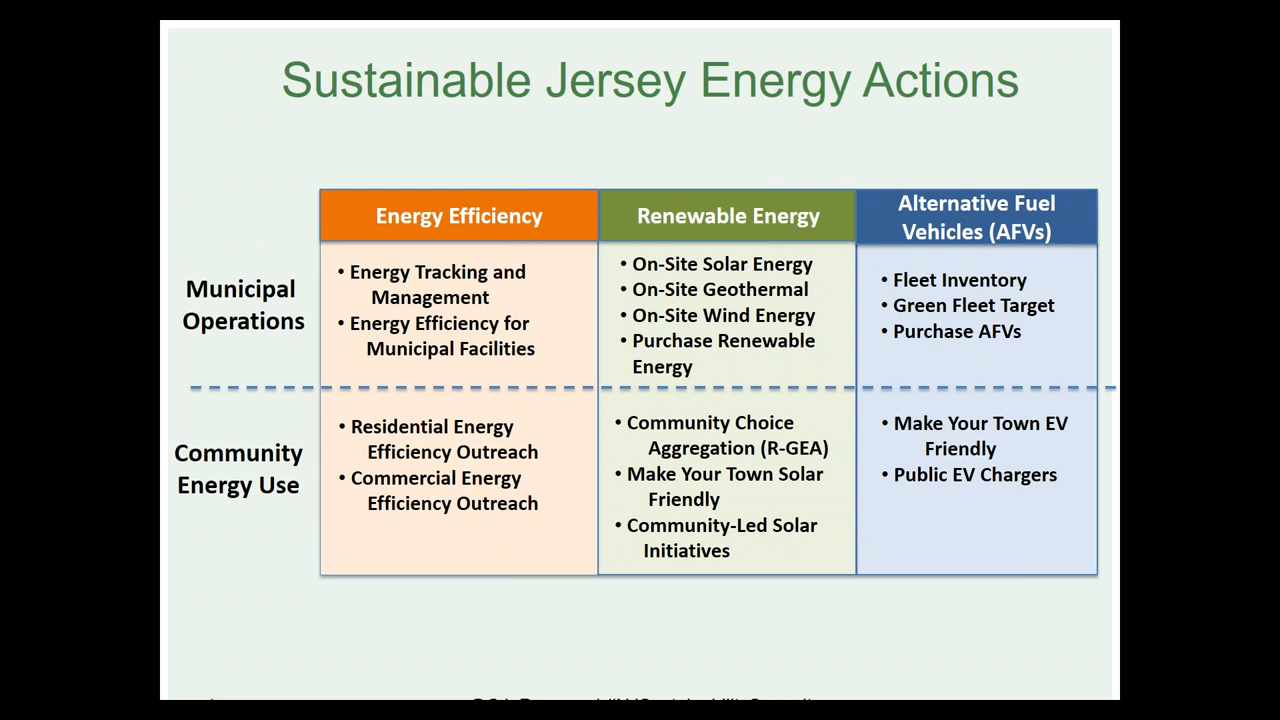 Sustainable Jersey Energy Actions
Energy Efficiency
Renewable Energy
Alternative Fuel
Vehicles (AFVs)
Municipal
Operations
• Energy Tracking and
Management
• Energy Efficiency for
Municipal Facilities
• On-Site Solar Energy
• On-Site Geothermal
• On-Site Wind Energy
• Purchase Renewable
Energy
• Fleet Inventory
• Green Fleet Target
• Purchase AFVs
Community
Energy Use
• Residential Energy
Efficiency Outreach
• Commercial Energy
Efficiency Outreach
• Community Choice
Aggregation (R-GEA)
• Make Your Town Solar
Friendly
• Community-Led Solar
Initiatives
• Make Your Town EV
Friendly
• Public EV Chargers